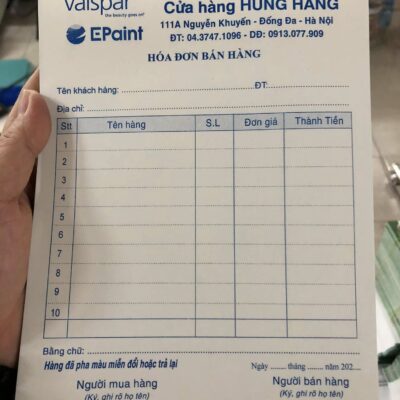 valspar
the beauty goes on®
EPaint
Cửa hàng HÙNG HẰNG
111A Nguyễn Khuyến - Đống Đa - Hà Nội
ĐT: 04.3747.1096 - DĐ: 0913.077.909
HÓA ĐƠN BÁN HÀNG
Tên khách hàng: ĐT:
Địa chỉ:
Stt Tên hàng S.L Đơn giá Thành Tiền
1
2
3
4
5
6
7
8
9
10
Bằng chữ:
Hàng đã pha màu miễn đổi hoặc trả lại
Ngày ....... tháng ....... năm 202....
Người mua hàng Người bán hàng
(Ký, ghi rõ họ tên) (Ký, ghi rõ họ tên)